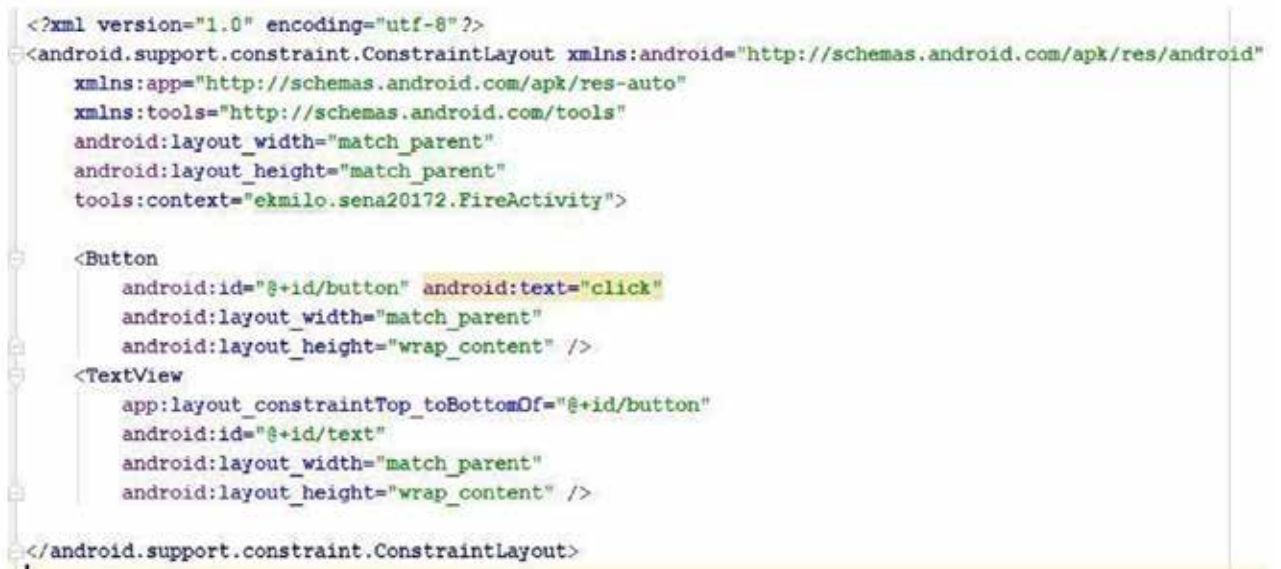 <?xml version="1.0" encoding="utf-8"?>
<android.support.constraint.ConstraintLayout xmlns:android="http://schemas.android.com/apk/res/android"
xmlns:app="http://schemas.android.com/apk/res-auto"
xmlns:tools="http://schemas.android.com/tools"
android:layout_width="match_parent"
android:layout_height="match_parent"
tools:context="ekmilo.sena20172.FireActivity">
<Button
android:id="@+id/button" android:text="click"
android:layout_width="match_parent"
android:layout_height="wrap_content" />
<TextView
app:layout_constraintTop_toBottomOf="@+id/button"
android:id="@+id/text"
android:layout_width="match_parent"
android:layout_height="wrap_content" />
</android.support.constraint.ConstraintLayout>